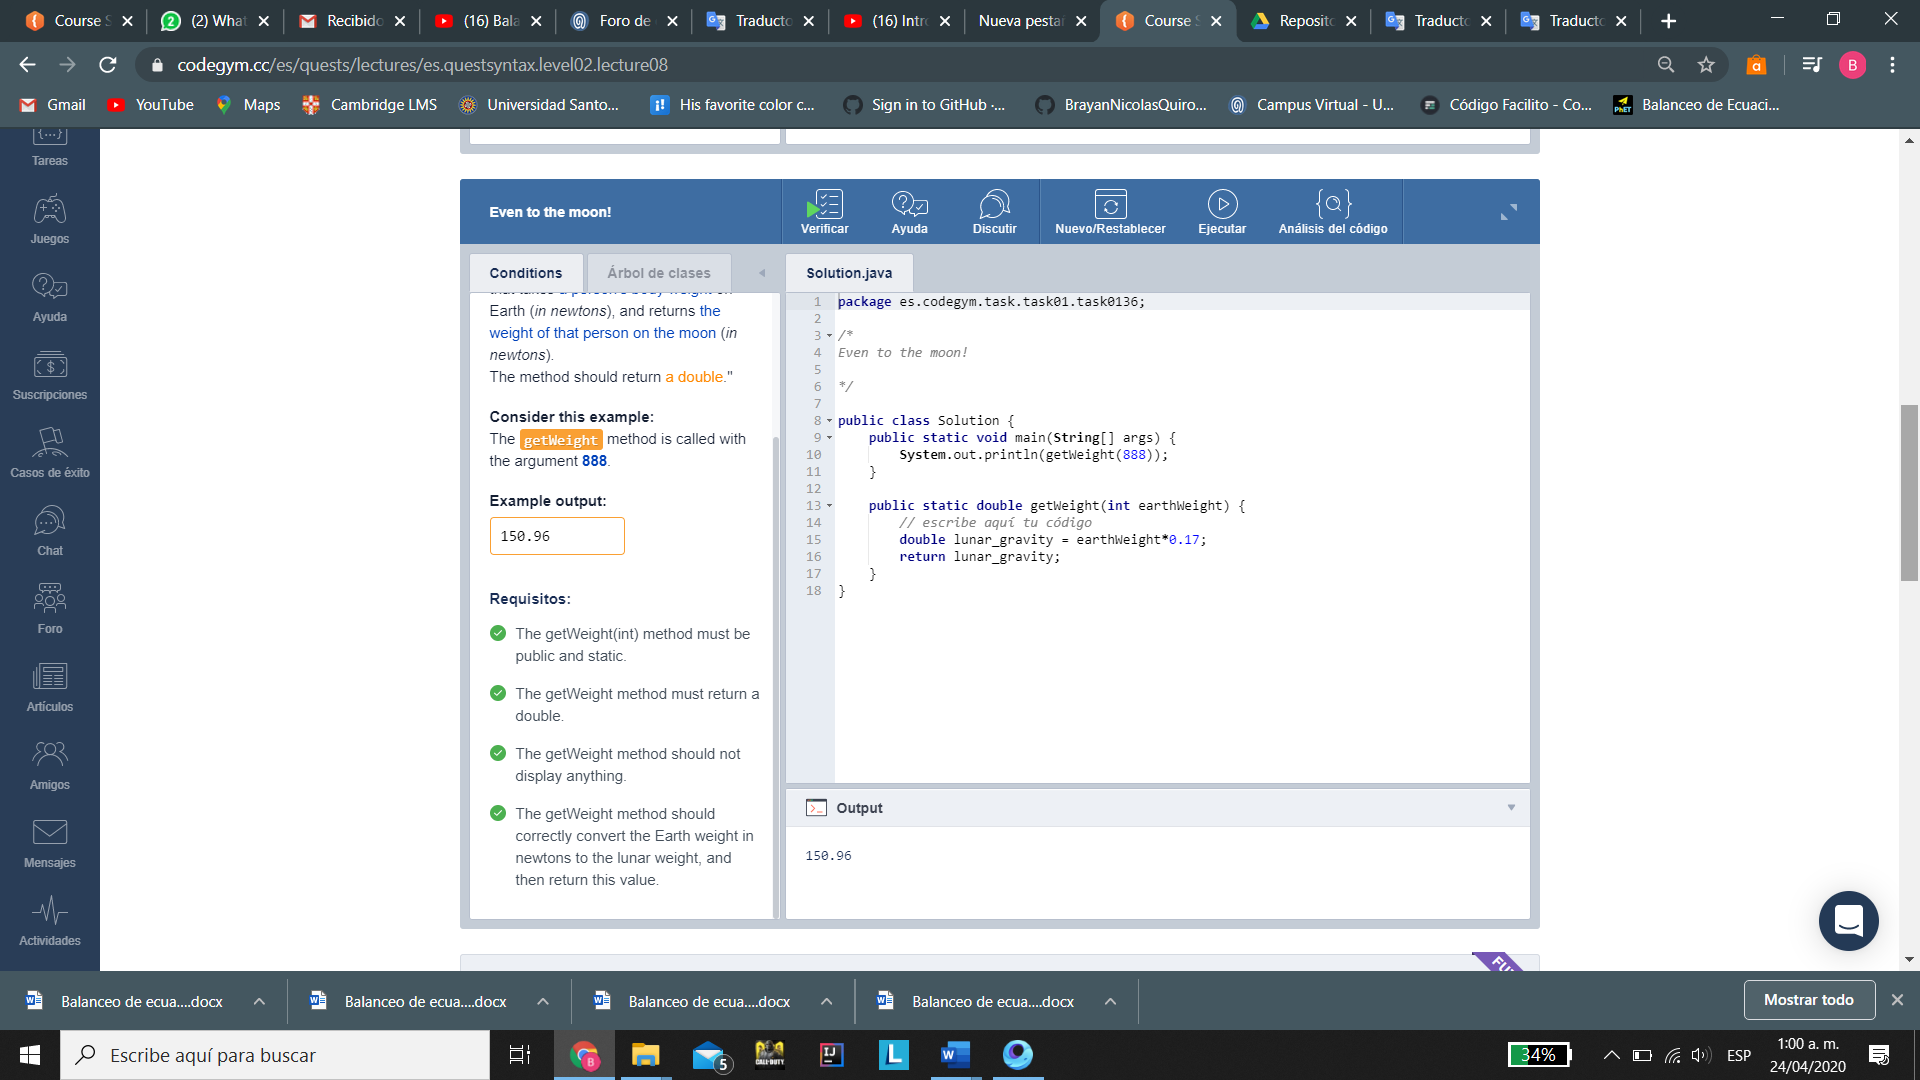 Course S
(2) What
Recibido
(16) Bala
Foro de
Traducto
(16) Intro
Nueva pestañ
Course S
Reposito
Traducto
Traducto
codegym.cc/es/quests/lectures/es.questsyntax.level02.lecture08
B
Gmail
YouTube
Maps
Cambridge LMS
Universidad Santo...
His favorite color c...
Sign in to GitHub ·...
BrayanNicolasQuiro...
Campus Virtual - U...
Código Facilito - Co...
Balanceo de Ecuaci...
Tareas
Juegos
Ayuda
Suscripciones
Casos de éxito
Chat
Foro
Artículos
Amigos
Mensajes
Actividades
Even to the moon!
Verificar
Ayuda
Discutir
Nuevo/Restablecer
Ejecutar
Análisis del código
Conditions
Árbol de clases
Solution.java
that takes a person's body weight on
Earth (in newtons), and returns the
weight of that person on the moon (in
newtons).
The method should return a double."
Consider this example:
The getWeight method is called with
the argument 888.
Example output:
150.96
Requisitos:
The getWeight(int) method must be
public and static.
The getWeight method must return a
double.
The getWeight method should not
display anything.
The getWeight method should
correctly convert the Earth weight in
newtons to the lunar weight, and
then return this value.
1 package es.codegym.task.task01.task0136;
2
3 /*
4 Even to the moon!
5
6 */
7
8 public class Solution {
9 public static void main(String[] args) {
10 System.out.println(getWeight(888));
11 }
12
13 public static double getWeight(int earthWeight) {
14 // escribe aquí tu código
15 double lunar_gravity = earthWeight*0.17;
16 return lunar_gravity;
17 }
18 }
Output
150.96
Balanceo de ecua....docx
Balanceo de ecua....docx
Balanceo de ecua....docx
Balanceo de ecua....docx
Mostrar todo
Escribe aquí para buscar
5
CALL·DUTY
IJ
L
34%
ESP
1:00 a. m.
24/04/2020